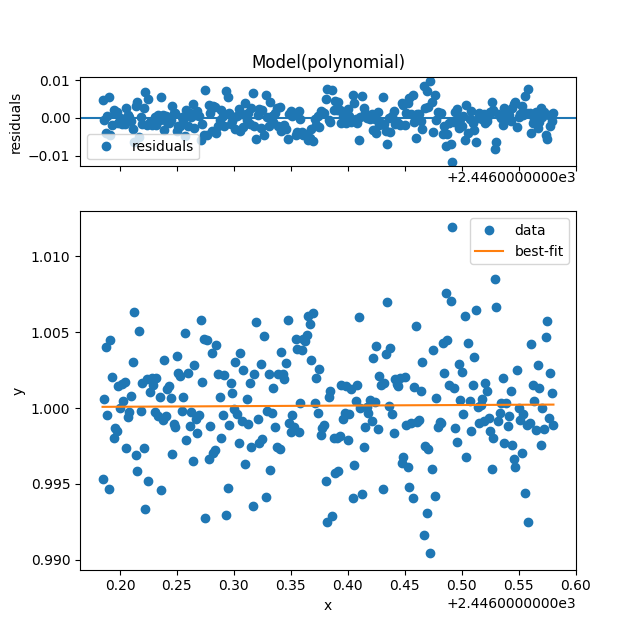 Model(polynomial)
residuals
0.01
0.00
−0.01
residuals
+2.4460000000e3
y
1.010
1.005
1.000
0.995
0.990
data
best-fit
0.20 0.25 0.30 0.35 0.40 0.45 0.50 0.55 0.60
x
+2.4460000000e3